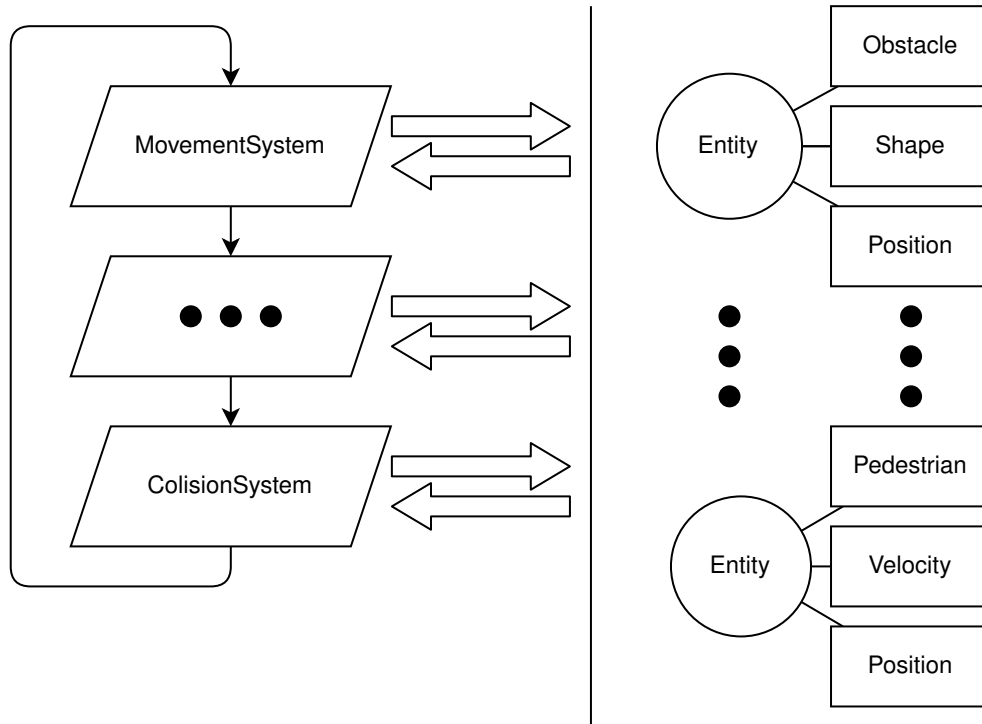 MovementSystem
ColisionSystem
Entity
Obstacle
Shape
Position
Entity
Pedestrian
Velocity
Position